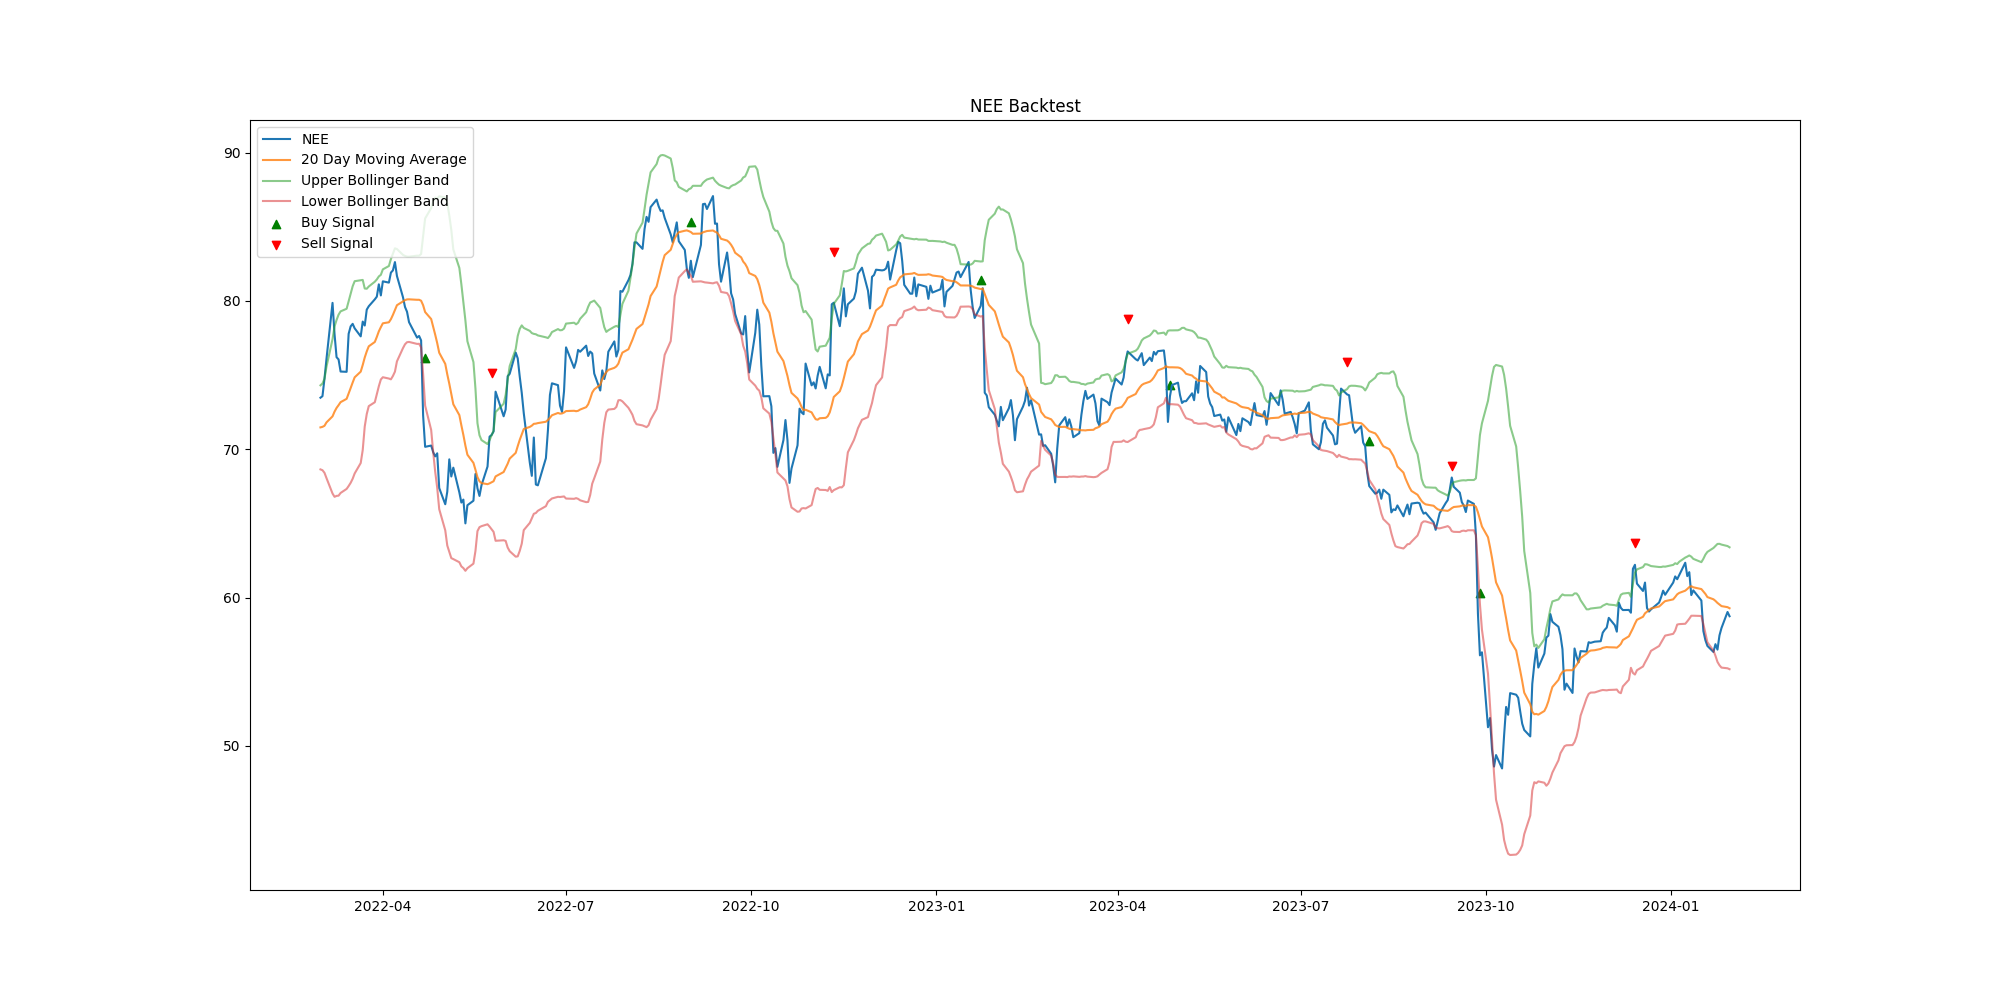 NEE Backtest
NEE
20 Day Moving Average
Upper Bollinger Band
Lower Bollinger Band
Buy Signal
Sell Signal
90
80
70
60
50
2022-04
2022-07
2022-10
2023-01
2023-04
2023-07
2023-10
2024-01